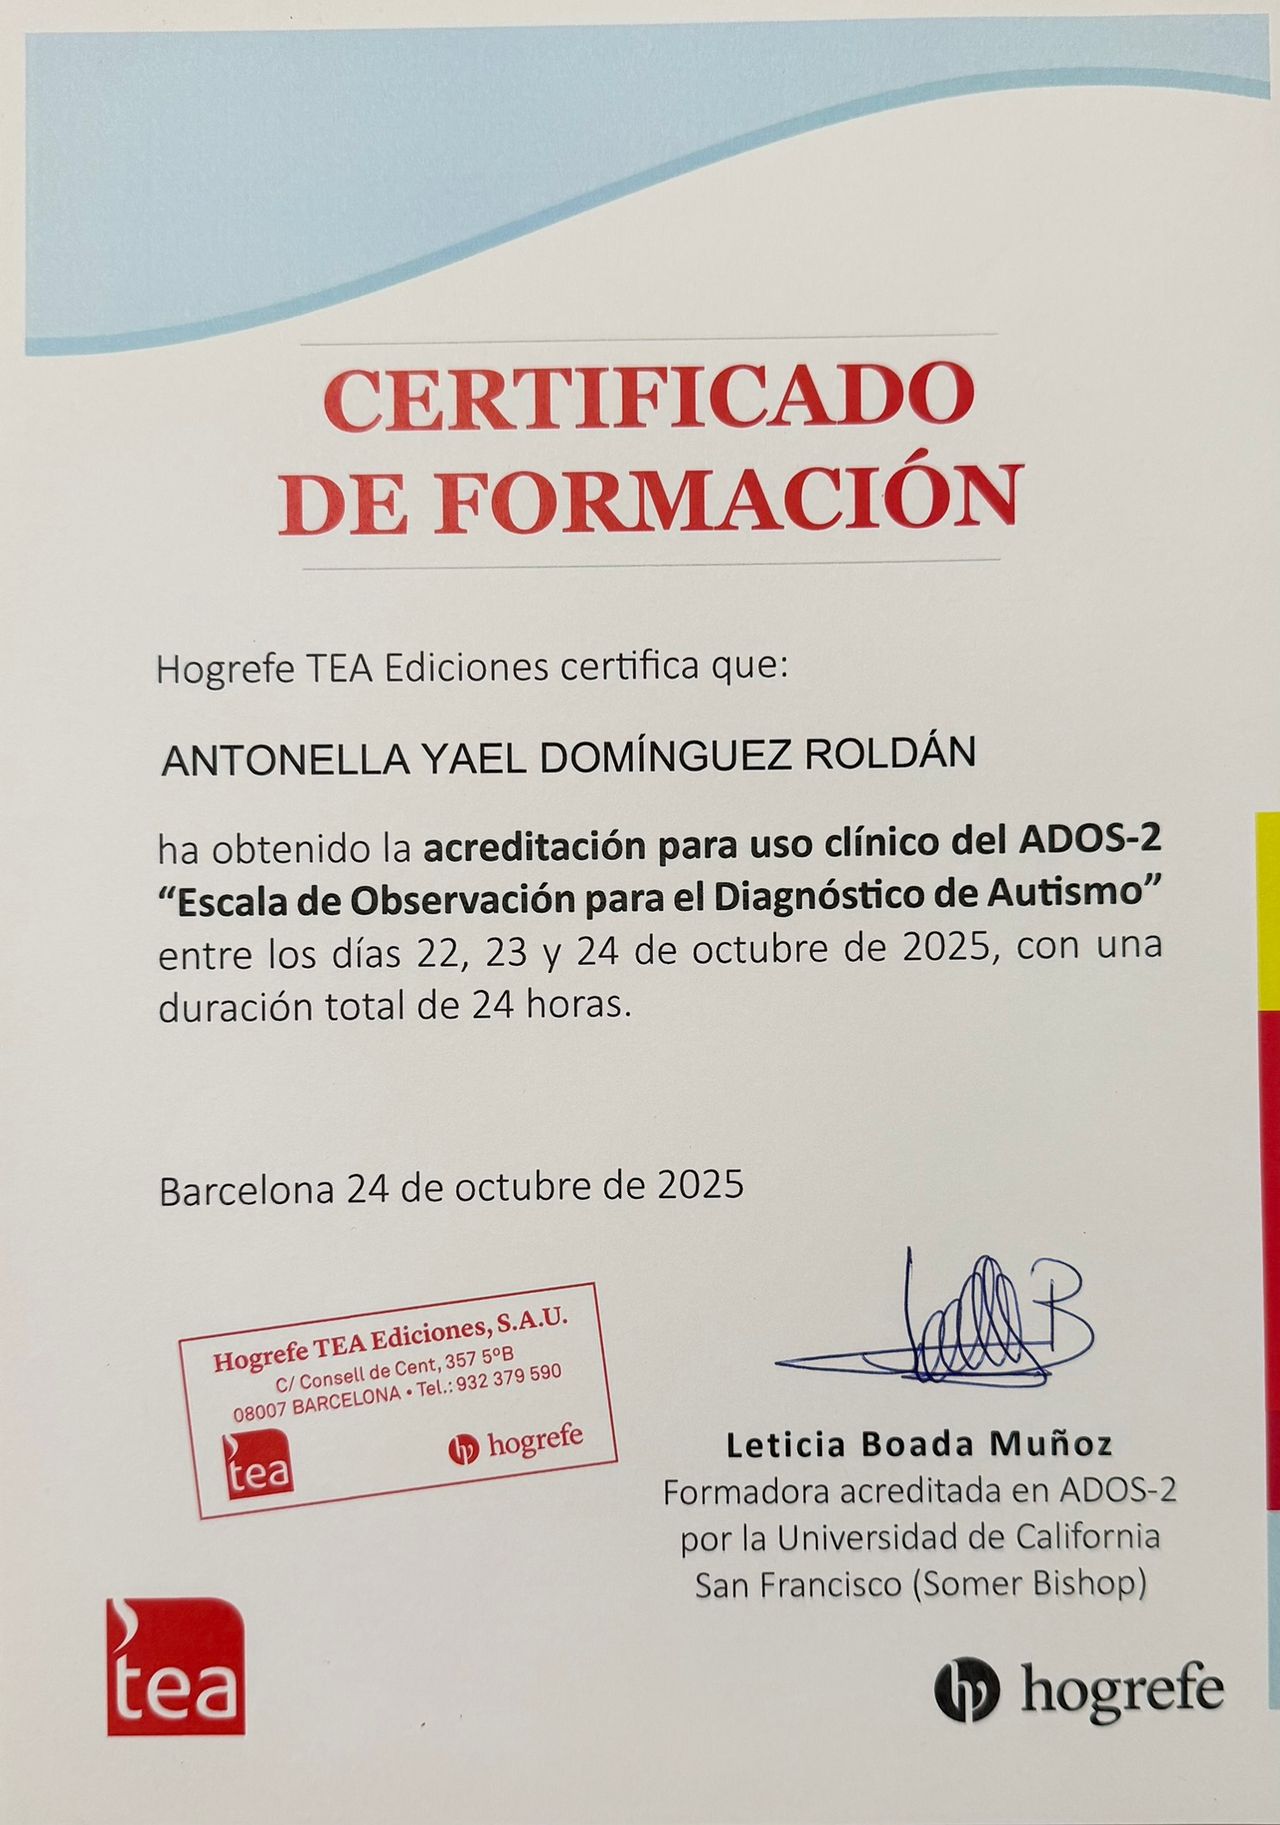 CERTIFICADO
DE FORMACIÓN
Hogrefe TEA Ediciones certifica que:
ANTONELLA YAEL DOMÍNGUEZ ROLDÁN
ha obtenido la acreditación para uso clínico del ADOS-2
“Escala de Observación para el Diagnóstico de Autismo”
entre los días 22, 23 y 24 de octubre de 2025, con una
duración total de 24 horas.
Barcelona 24 de octubre de 2025
Hogrefe TEA Ediciones, S.A.U.
C/ Consell de Cent, 357 5ºB
08007 BARCELONA • Tel.: 932 379 590
tea
hogrefe
Leticia Boada Muñoz
Formadora acreditada en ADOS-2
por la Universidad de California
San Francisco (Somer Bishop)
tea
hogrefe